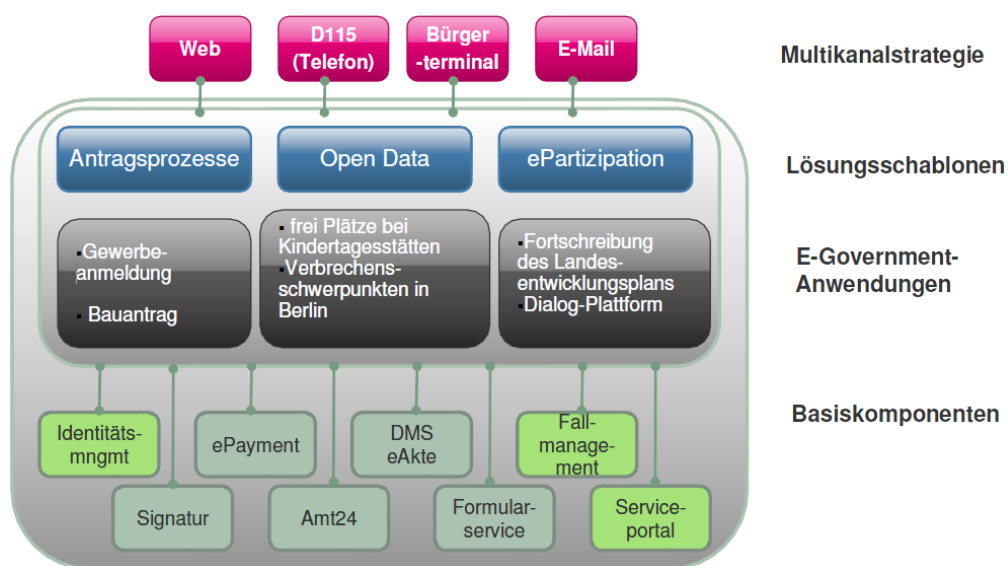 Web
D115
(Telefon)
Bürger
-terminal
E-Mail
Multikanalstrategie
Antragsprozesse
Open Data
ePartizipation
Lösungsschablonen
▪Gewerbe-
anmeldung
▪ Bauantrag
▪ frei Plätze bei
Kindertagesstätten
▪Verbrechens-
schwerpunkten in
Berlin
▪Fortschreibung
des Landes-
entwicklungsplans
▪Dialog-Plattform
E-Government-
Anwendungen
Identitäts-
mngmt
ePayment
DMS
eAkte
Fall-
manage-
ment
Basiskomponenten
Signatur
Amt24
Formular-
service
Service-
portal